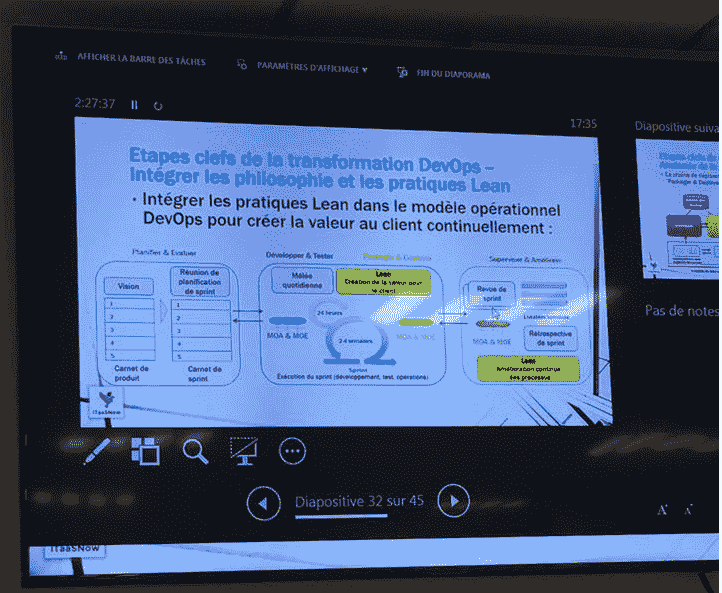 AFFICHER LA BARRE DES TÂCHES
PARAMÈTRES D'AFFICHAGE ▾
FIN DU DIAPORAMA
2:27:37
17:35
Diapositive suiva
Etapes clefs de la transformation DevOps –
Intégrer les philosophie et les pratiques Lean
• Intégrer les pratiques Lean dans le modèle opérationnel
DevOps pour créer la valeur au client continuellement :
Planifier & Evaluer
Développer & Tester
Superviser & Améliorer
Vision
Réunion de
planification
de sprint
1
2
3
4
5
1
2
3
4
5
Carnet de
produit
Carnet de
sprint
Mêlée
quotidienne
Lean
Création de la valeur pour
le client
24 heures
2-4 semaines
MOA & MOE
MOA & MOE
Sprint
Exécution du sprint (développement, test, opérations)
Revue de
sprint
MOA & MOE
Rétrospective
de sprint
Lean
Amélioration continue
des processus
ITaaSNow
Pas de notes
Diapositive 32 sur 45
A
A
ITaaSNow